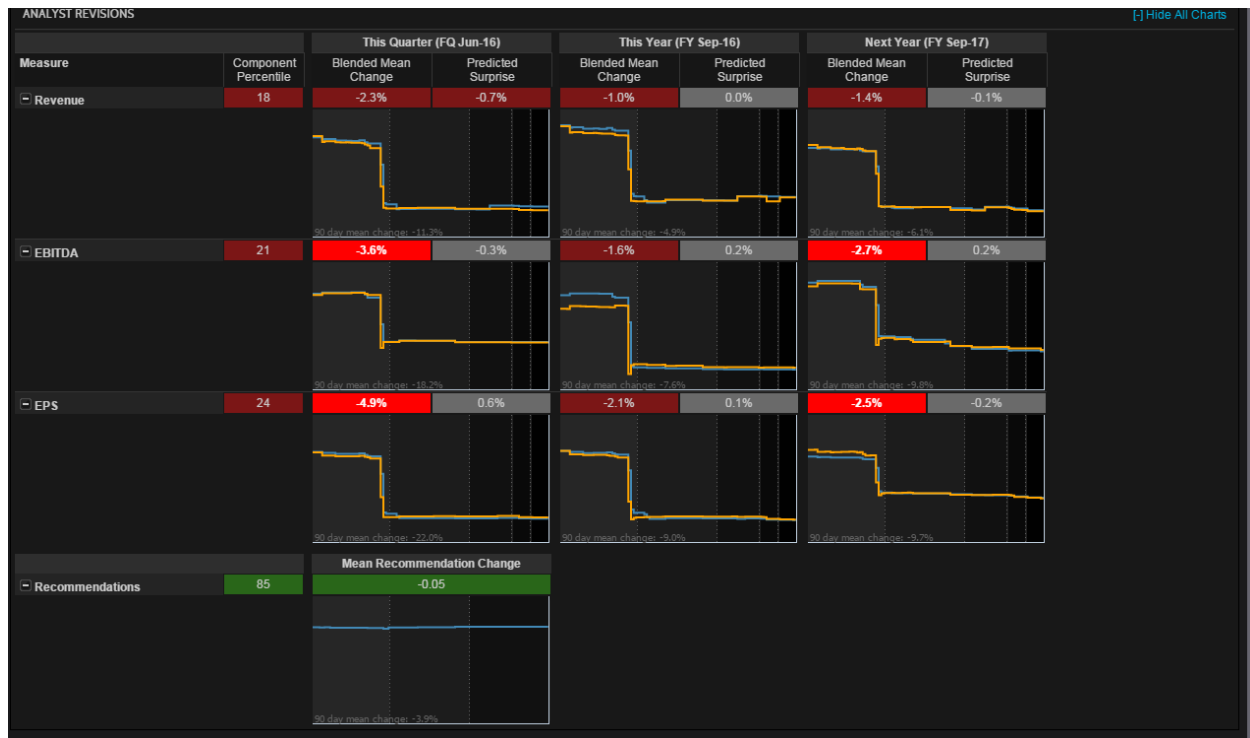 ANALYST REVISIONS
[-] Hide All Charts
This Quarter (FQ Jun-16) This Year (FY Sep-16) Next Year (FY Sep-17)
Measure Component Percentile Blended Mean Change Predicted Surprise Blended Mean Change Predicted Surprise Blended Mean Change Predicted Surprise
Revenue 18 -2.3% -0.7% -1.0% 0.0% -1.4% -0.1%
90 day mean change: -11.3% 90 day mean change: -4.9% 90 day mean change: -6.1%
EBITDA 21 -3.6% -0.3% -1.6% 0.2% -2.7% 0.2%
90 day mean change: -18.2% 90 day mean change: -7.6% 90 day mean change: -9.8%
EPS 24 -4.9% 0.6% -2.1% 0.1% -2.5% -0.2%
90 day mean change: -22.0% 90 day mean change: -9.0% 90 day mean change: -9.7%
Mean Recommendation Change
Recommendations 85 -0.05
90 day mean change: -3.9%